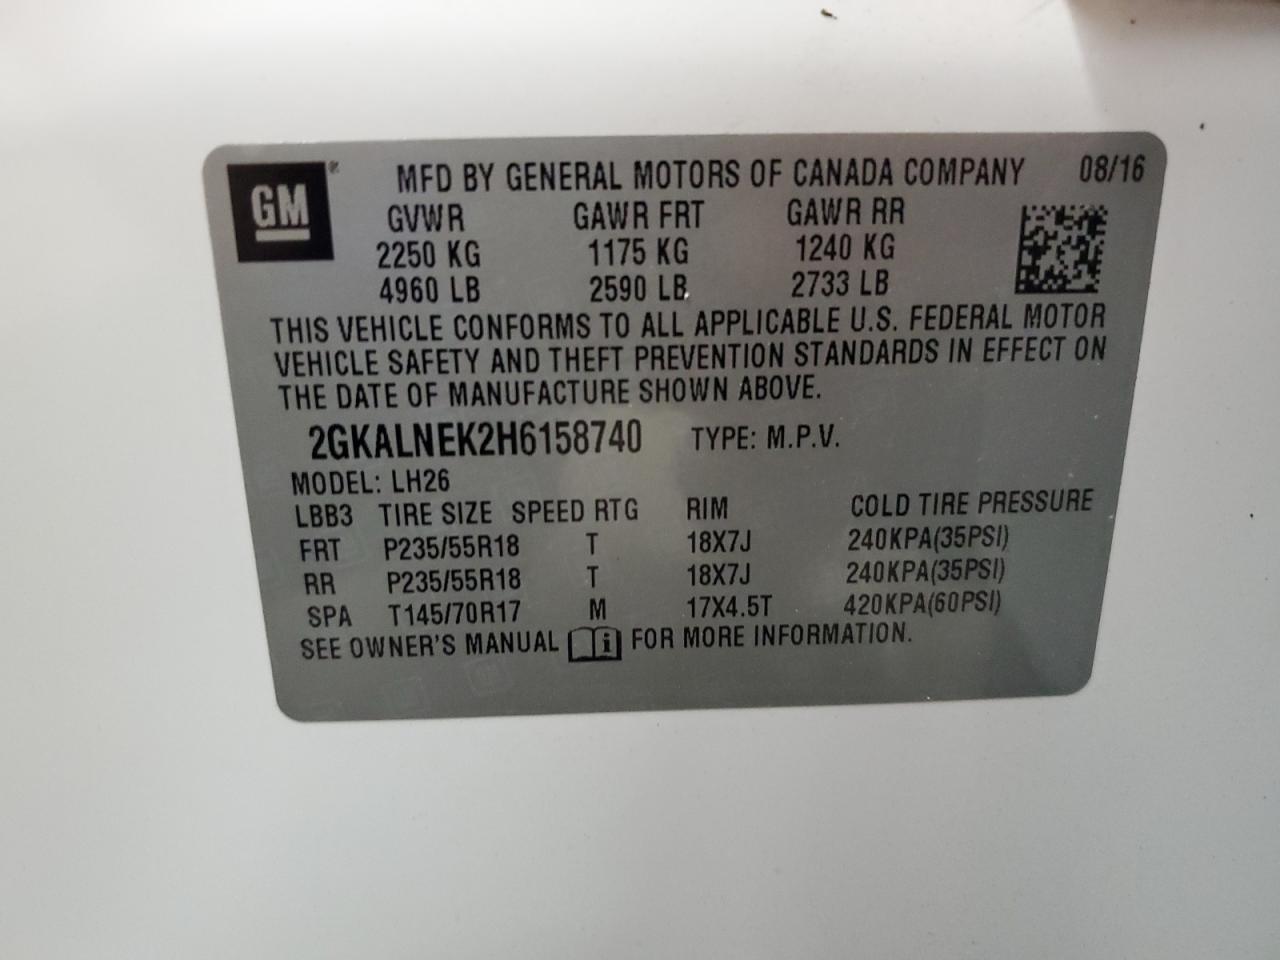 GM ® MFD BY GENERAL MOTORS OF CANADA COMPANY 08/16
GVWR GAWR FRT GAWR RR
2250 KG 1175 KG 1240 KG
4960 LB 2590 LB 2733 LB
THIS VEHICLE CONFORMS TO ALL APPLICABLE U.S. FEDERAL MOTOR
VEHICLE SAFETY AND THEFT PREVENTION STANDARDS IN EFFECT ON
THE DATE OF MANUFACTURE SHOWN ABOVE.
2GKALNEK2H6158740 TYPE: M.P.V.
MODEL: LH26
LBB3 TIRE SIZE SPEED RTG RIM COLD TIRE PRESSURE
FRT P235/55R18 T 18X7J 240KPA(35PSI)
RR P235/55R18 T 18X7J 240KPA(35PSI)
SPA T145/70R17 M 17X4.5T 420KPA(60PSI)
SEE OWNER'S MANUAL i FOR MORE INFORMATION.